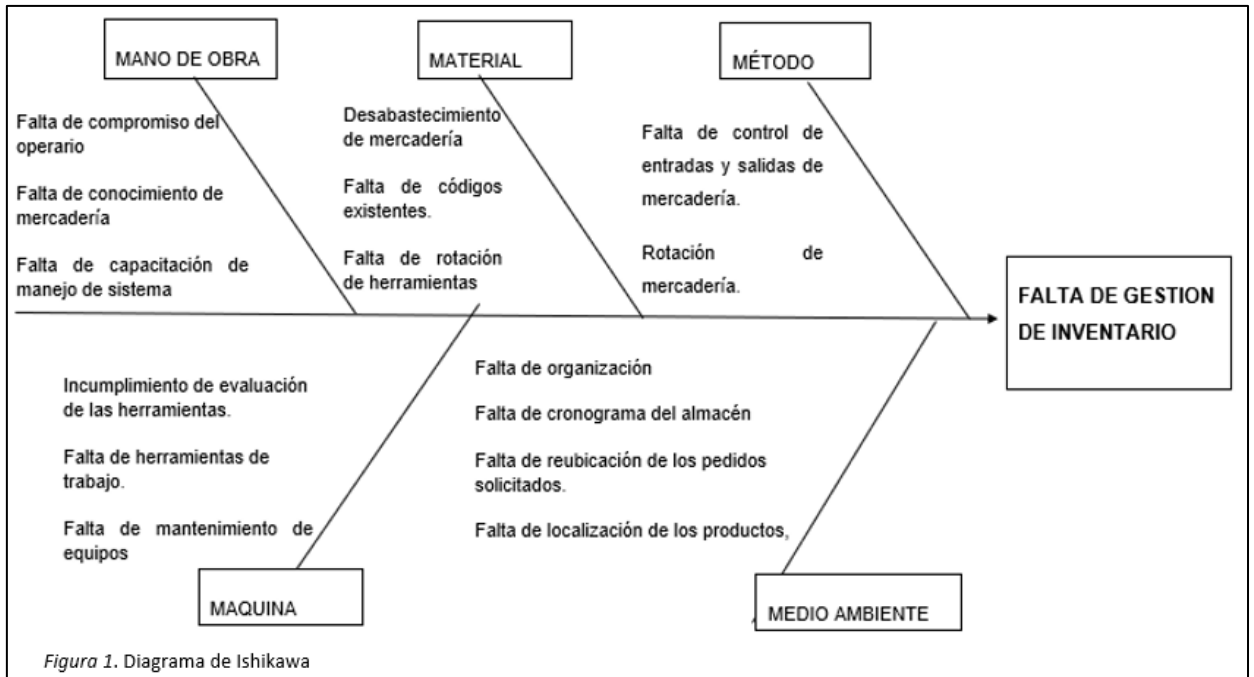 MANO DE OBRA
Falta de compromiso del
operario
Falta de conocimiento de
mercadería
Falta de capacitación de
manejo de sistema
MATERIAL
Desabastecimiento
de mercadería
Falta de códigos
existentes.
Falta de rotación
de herramientas
MÉTODO
Falta de control de
entradas y salidas de
mercadería.
Rotación de
mercadería.
FALTA DE GESTION
DE INVENTARIO
Incumplimiento de evaluación
de las herramientas.
Falta de herramientas de
trabajo.
Falta de mantenimiento de
equipos
MAQUINA
Falta de organización
Falta de cronograma del almacén
Falta de reubicación de los pedidos
solicitados.
Falta de localización de los productos,
MEDIO AMBIENTE
Figura 1. Diagrama de Ishikawa